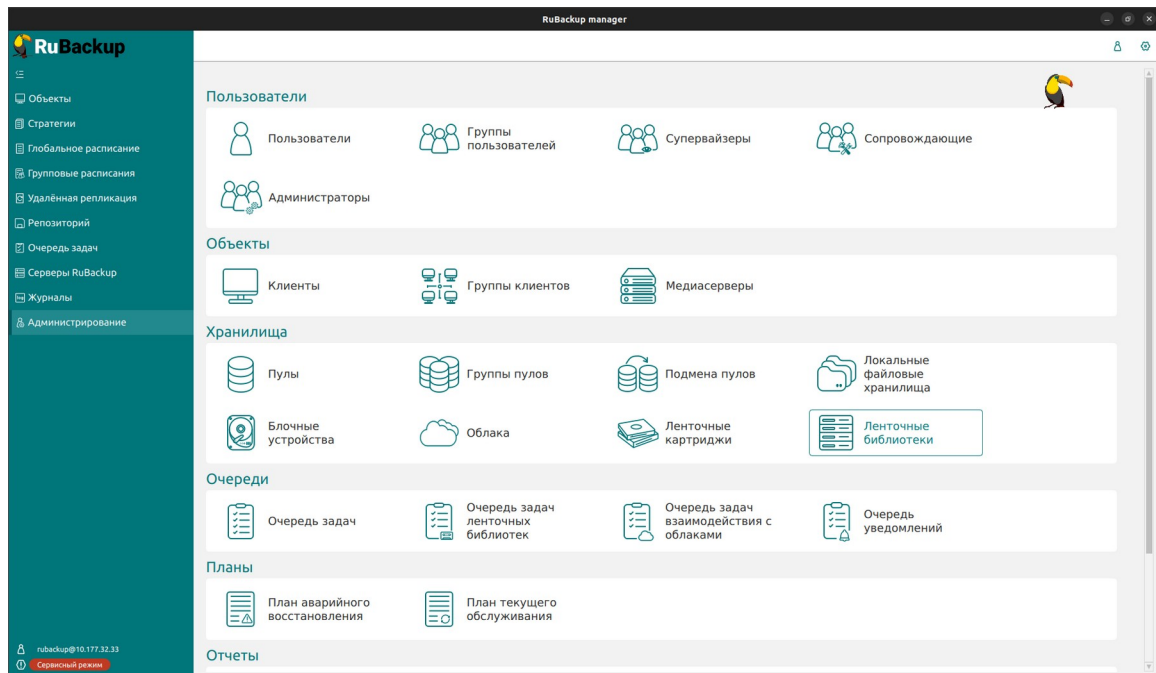 RuBackup manager
RuBackup
Объекты
Стратегии
Глобальное расписание
Групповые расписания
Удалённая репликация
Репозиторий
Очередь задач
Серверы RuBackup
Журналы
Администрирование
rubackup@10.177.32.33
Сервисный режим
Пользователи
Пользователи
Группы
пользователей
Супервайзеры
Сопровождающие
Администраторы
Объекты
Клиенты
Группы клиентов
Медиасерверы
Хранилища
Пулы
Группы пулов
Подмена пулов
Локальные
файловые
хранилища
Блочные
устройства
Облака
Ленточные
картриджи
Ленточные
библиотеки
Очереди
Очередь задач
Очередь задач
ленточных
библиотек
Очередь задач
взаимодействия с
облаками
Очередь
уведомлений
Планы
План аварийного
восстановления
План текущего
обслуживания
Отчеты